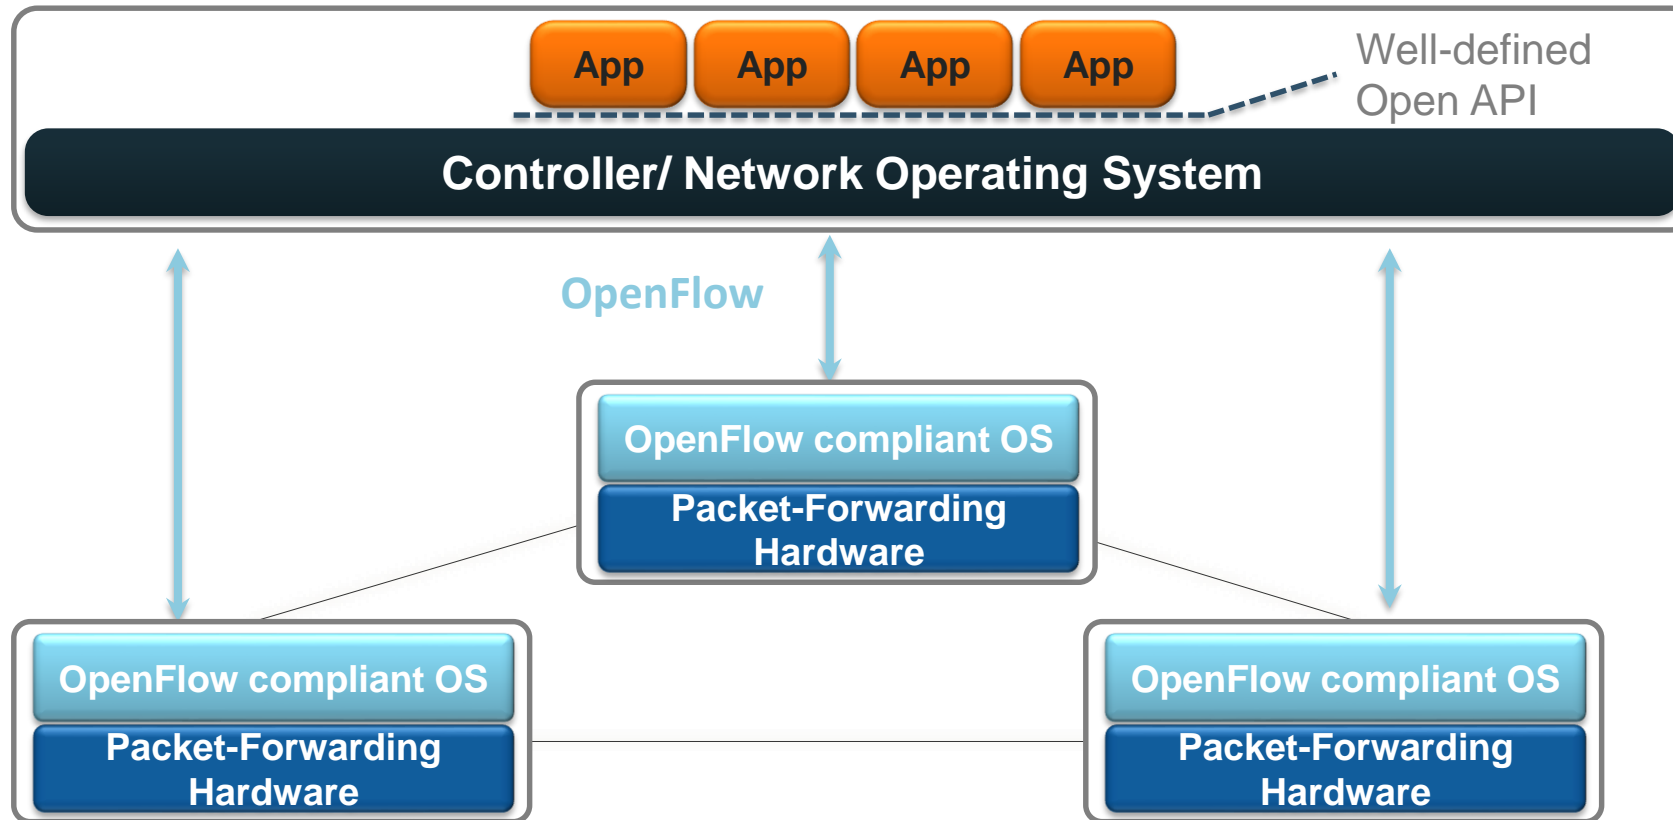 App App App App
Well-defined
Open API
Controller/ Network Operating System
OpenFlow
OpenFlow compliant OS
Packet-Forwarding
Hardware
OpenFlow compliant OS
Packet-Forwarding
Hardware
OpenFlow compliant OS
Packet-Forwarding
Hardware